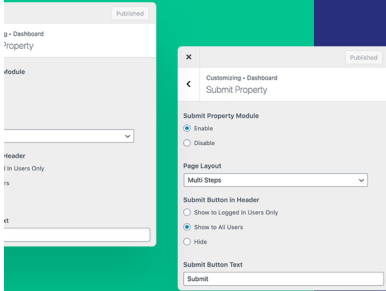 Published
g • Dashboard
Property
Module
Header
d in Users Only
rs
xt
Published
Customizing • Dashboard
Submit Property
Submit Property Module
Enable
Disable
Page Layout
Multi Steps
Submit Button in Header
Show to Logged in Users Only
Show to All Users
Hide
Submit Button Text
Submit